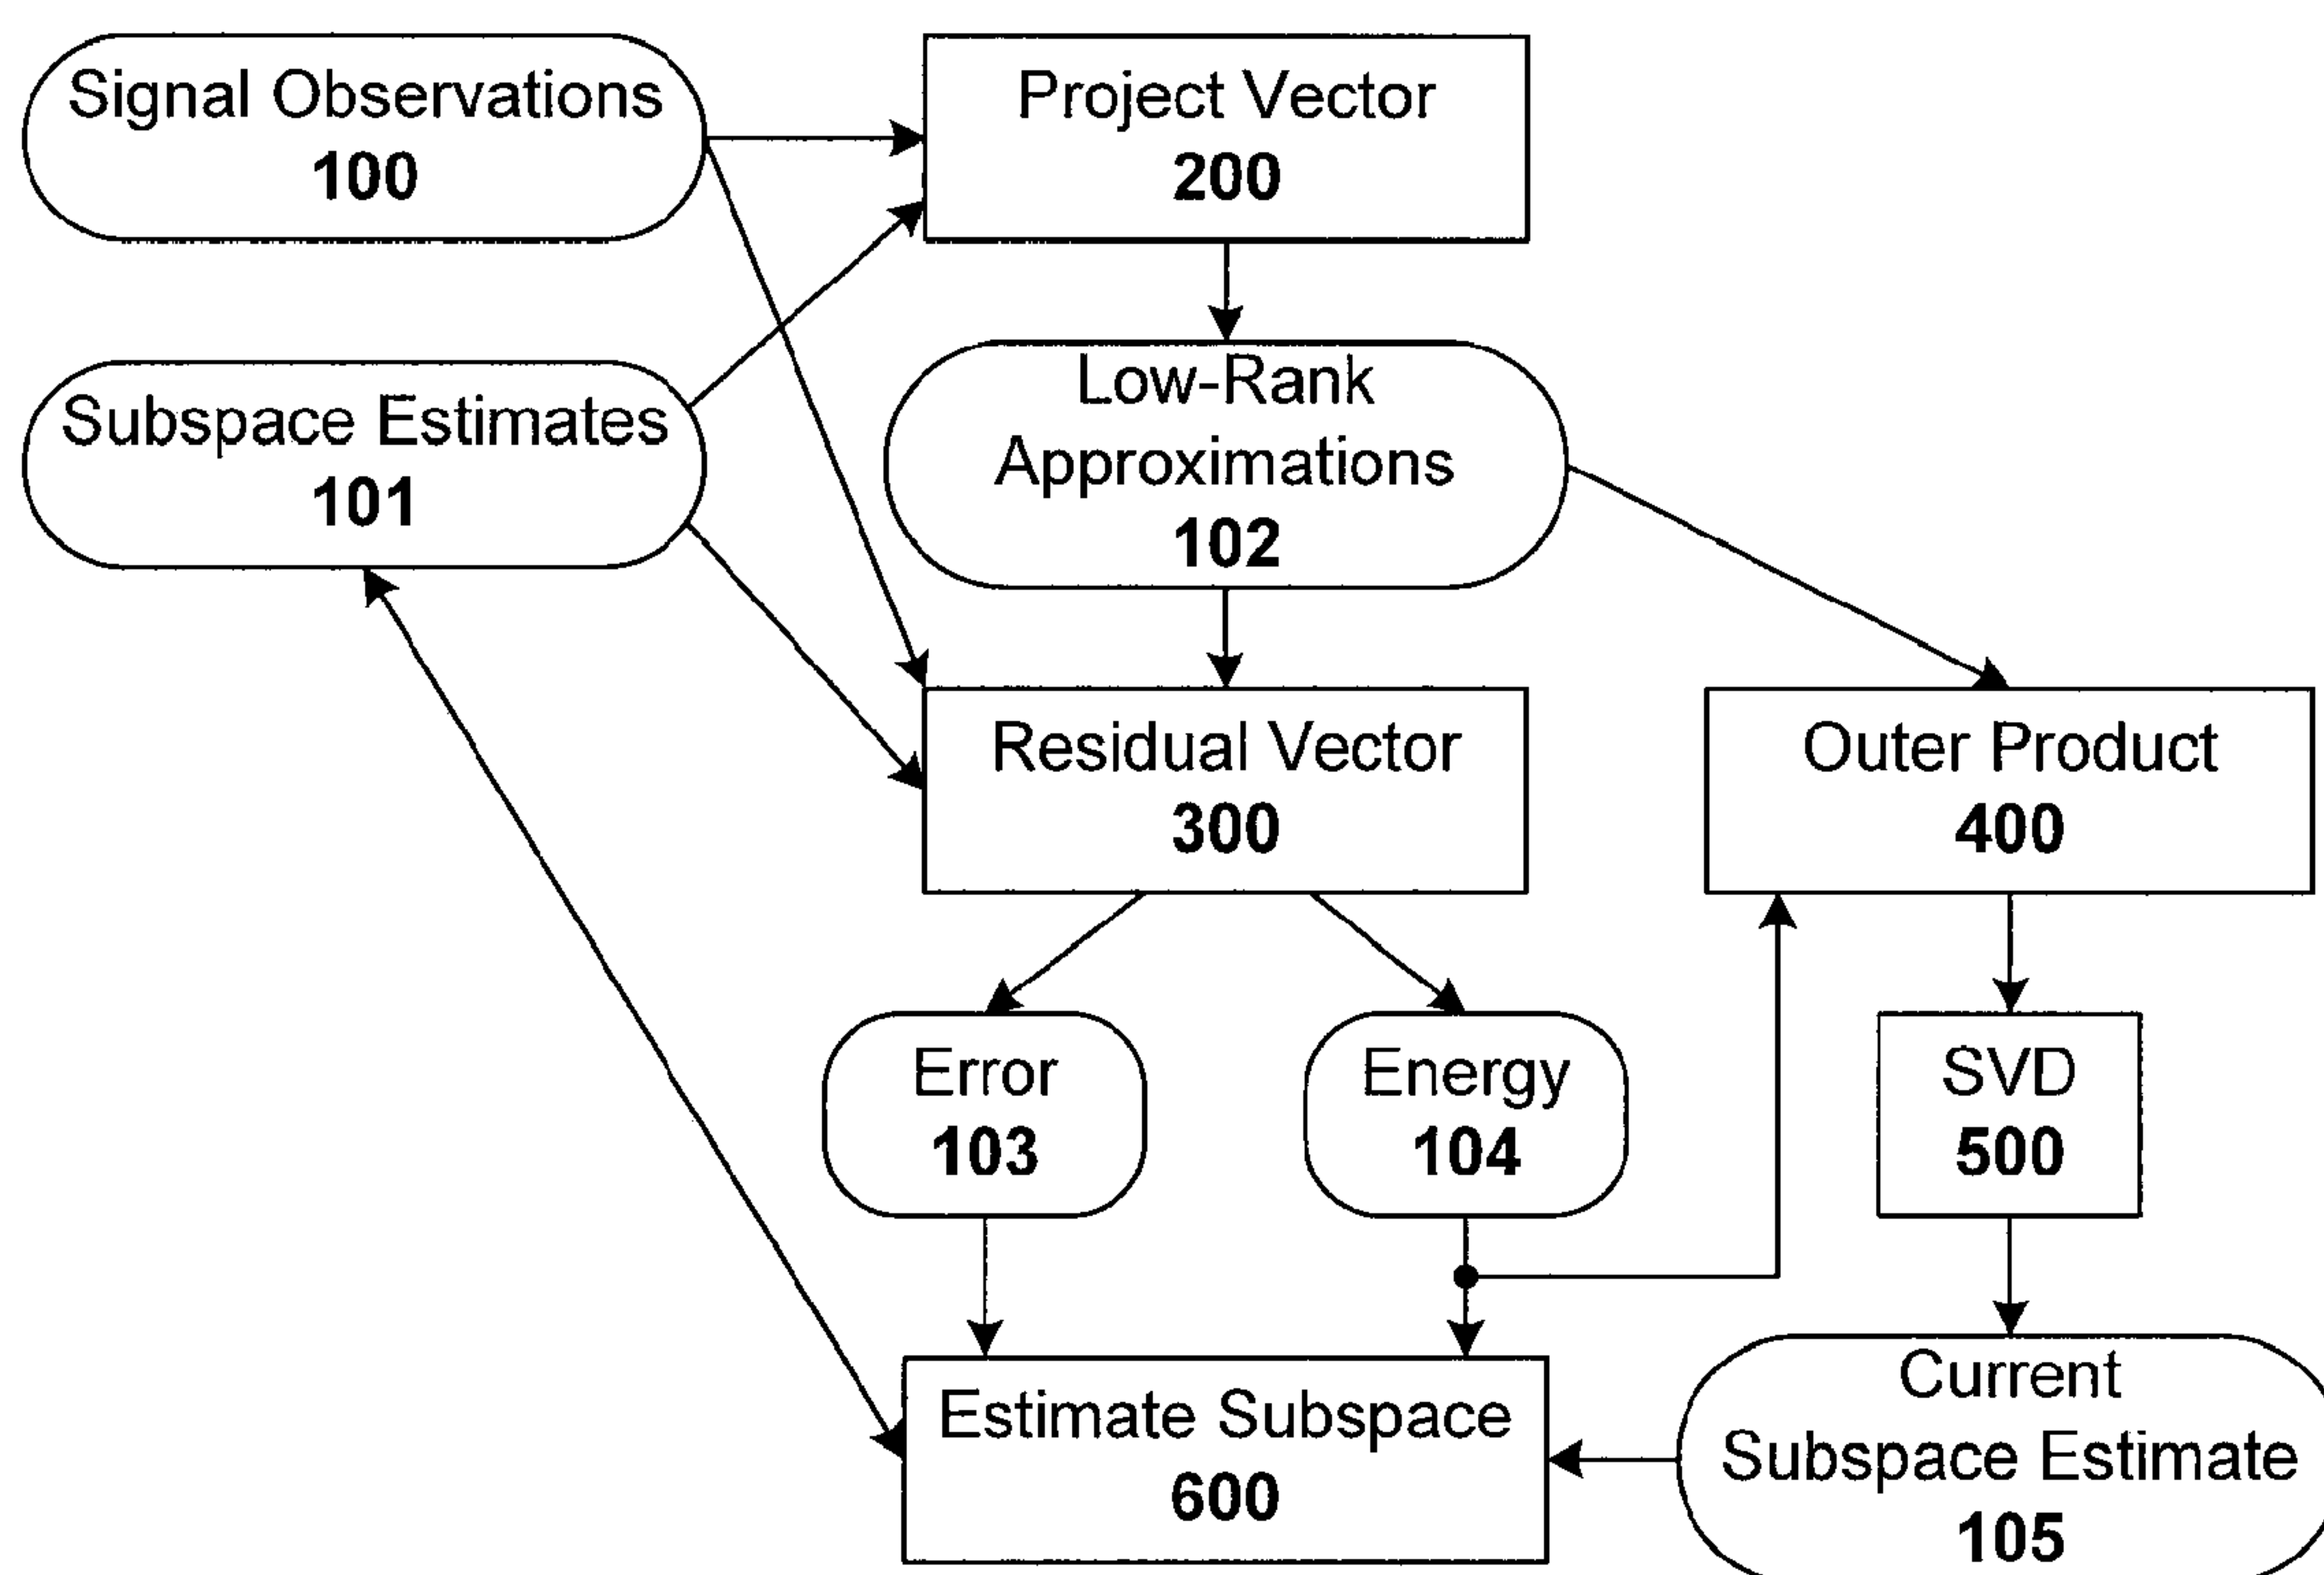 Signal Observations
100
Project Vector
200
Subspace Estimates
101
Low-Rank
Approximations
102
Residual Vector
300
Outer Product
400
Error
103
Energy
104
SVD
500
Estimate Subspace
600
Current
Subspace Estimate
105